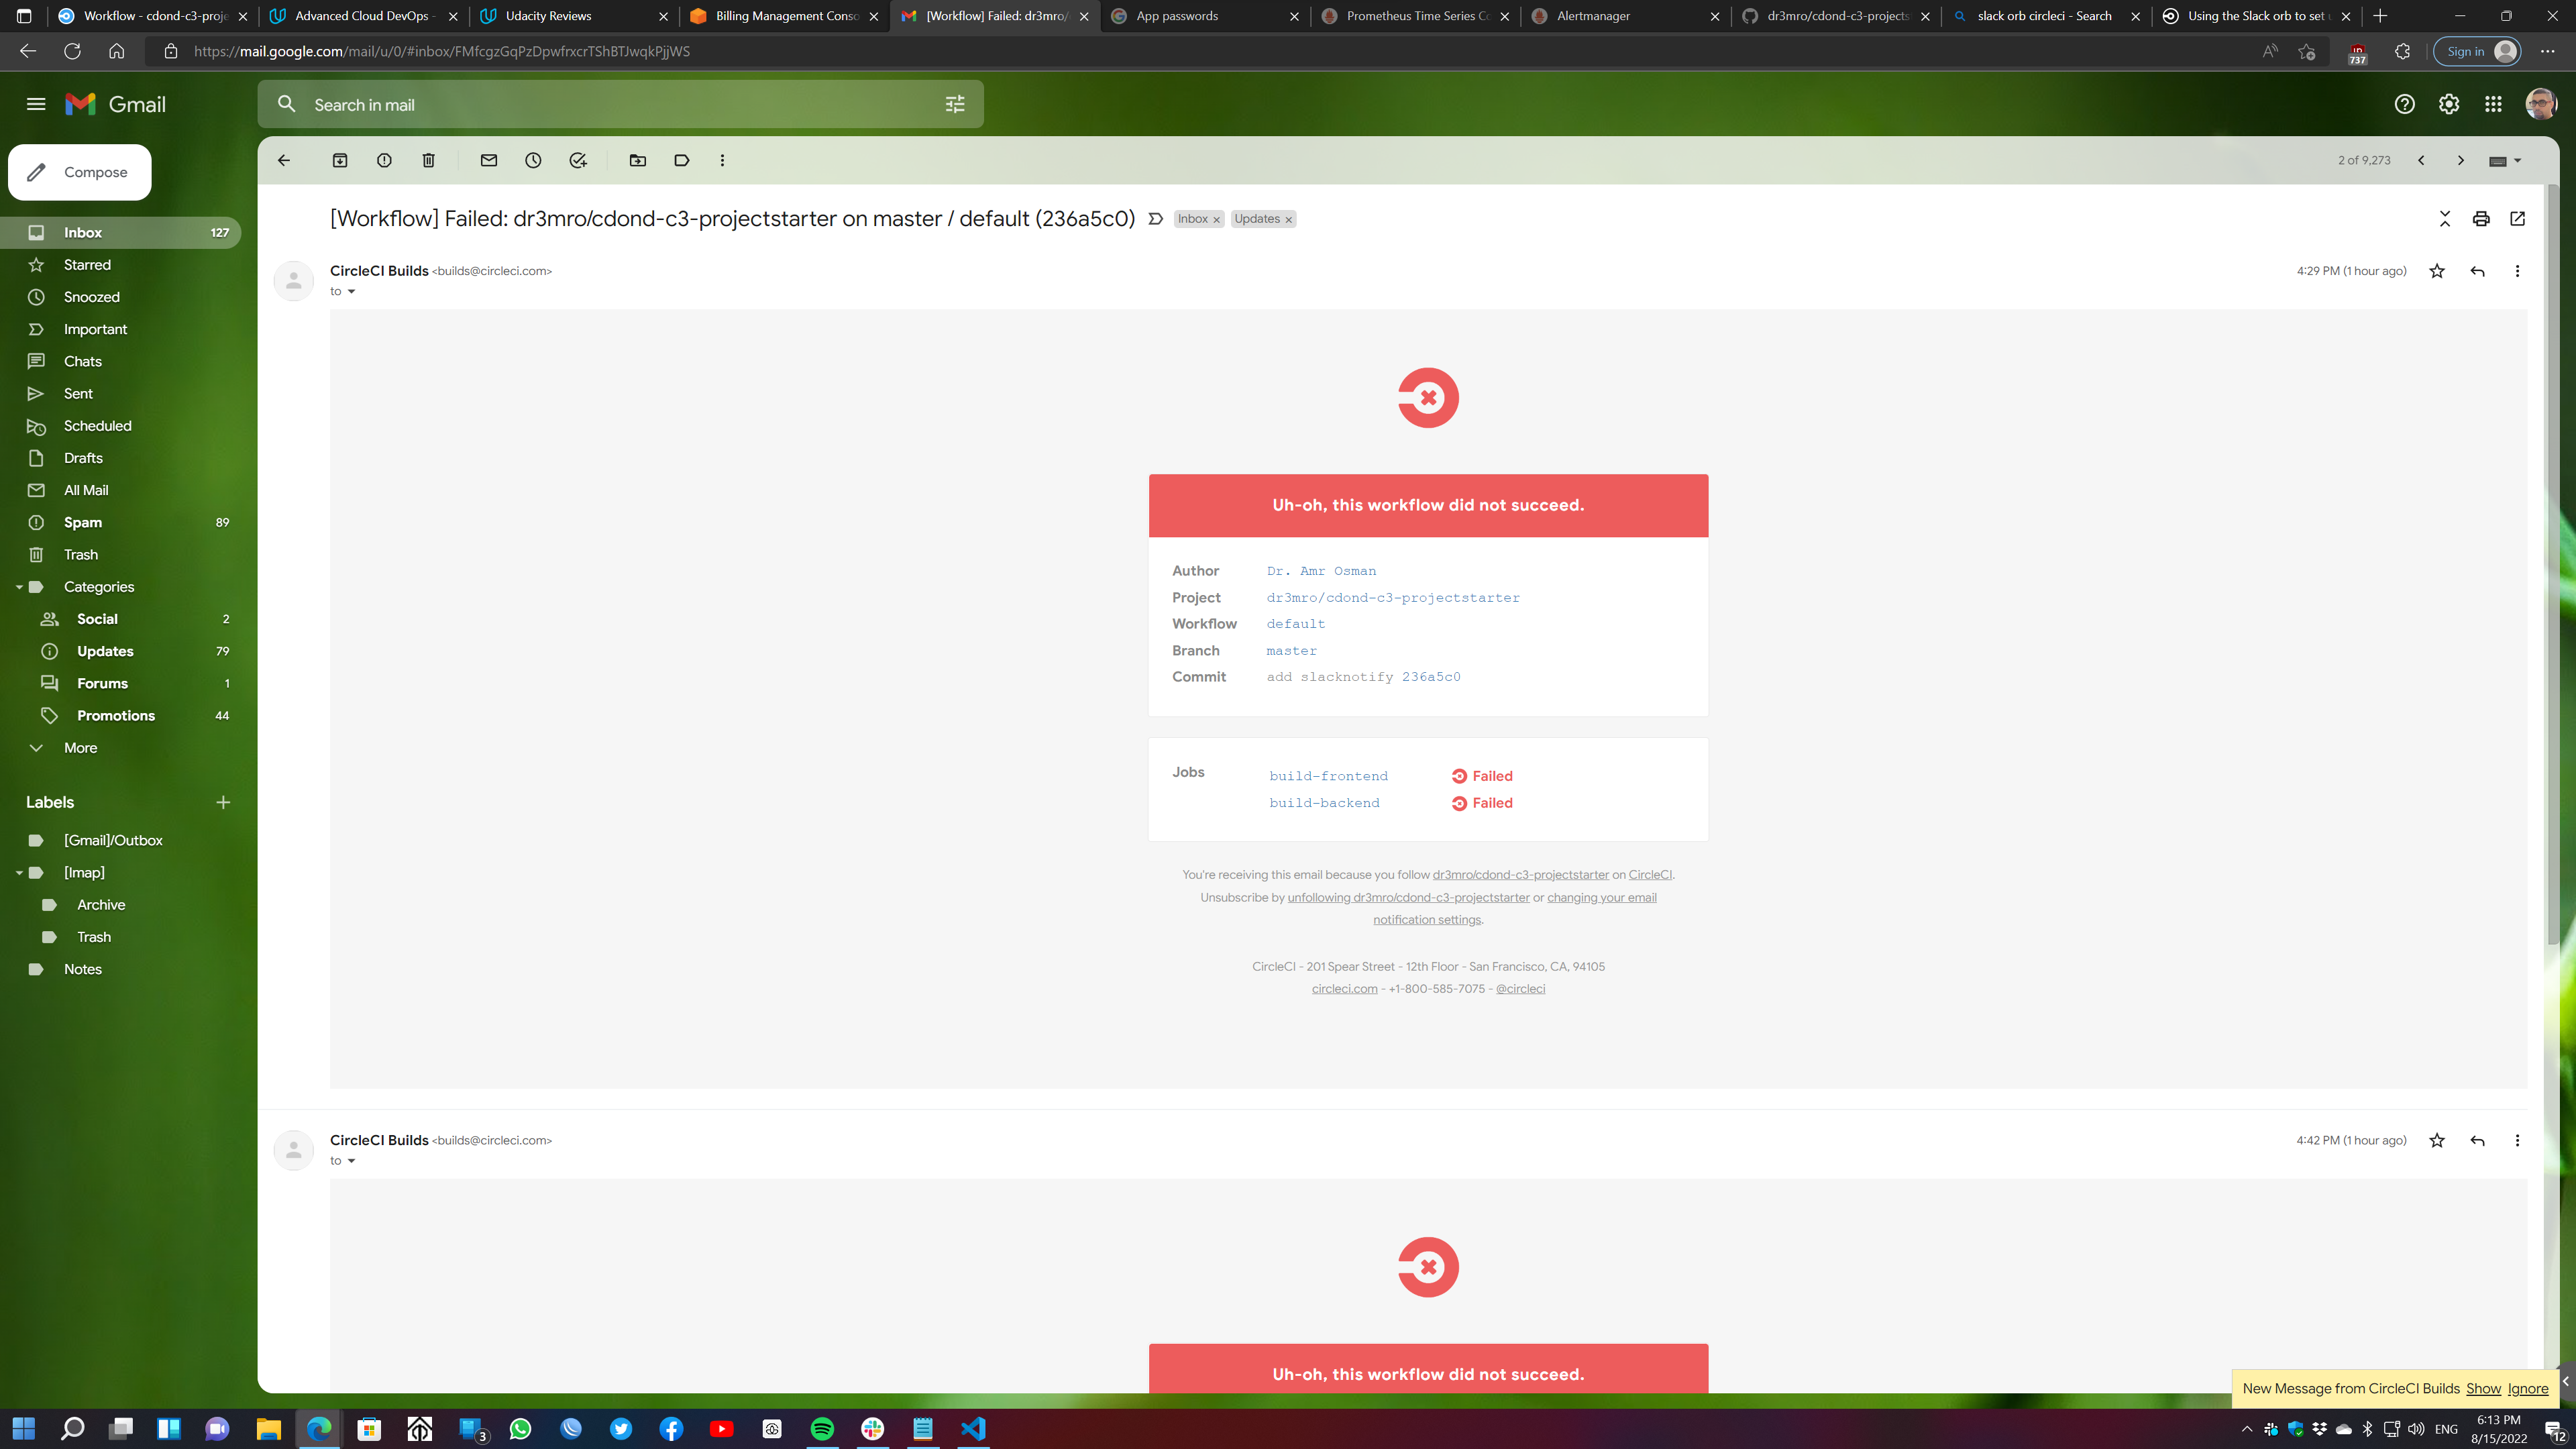 Workflow - cdond-c3-proje
Advanced Cloud DevOps -
Udacity Reviews
Billing Management Conso
[Workflow] Failed: dr3mro/
App passwords
Prometheus Time Series Co
Alertmanager
dr3mro/cdond-c3-projects
slack orb circleci - Search
Using the Slack orb to set u
https://mail.google.com/mail/u/0/#inbox/FMfcgzGqPzDpwfrxcrTShBTJwqkPjjWS
737
Sign in
Gmail
Search in mail
Compose
2 of 9,273
Inbox 127
Starred
Snoozed
Important
Chats
Sent
Scheduled
Drafts
All Mail
Spam 89
Trash
Categories
Social 2
Updates 79
Forums 1
Promotions 44
More
Labels
[Gmail]/Outbox
[Imap]
Archive
Trash
Notes
[Workflow] Failed: dr3mro/cdond-c3-projectstarter on master / default (236a5c0) Inbox Updates
CircleCI Builds <builds@circleci.com> 4:29 PM (1 hour ago)
to
Uh-oh, this workflow did not succeed.
Author Dr. Amr Osman
Project dr3mro/cdond-c3-projectstarter
Workflow default
Branch master
Commit add slacknotify 236a5c0
Jobs build-frontend Failed
build-backend Failed
You're receiving this email because you follow dr3mro/cdond-c3-projectstarter on CircleCI.
Unsubscribe by unfollowing dr3mro/cdond-c3-projectstarter or changing your email
notification settings.
CircleCI - 201 Spear Street - 12th Floor - San Francisco, CA, 94105
circleci.com - +1-800-585-7075 - @circleci
CircleCI Builds <builds@circleci.com> 4:42 PM (1 hour ago)
to
Uh-oh, this workflow did not succeed.
New Message from CircleCI Builds Show Ignore
3
ENG
6:13 PM
8/15/2022
12